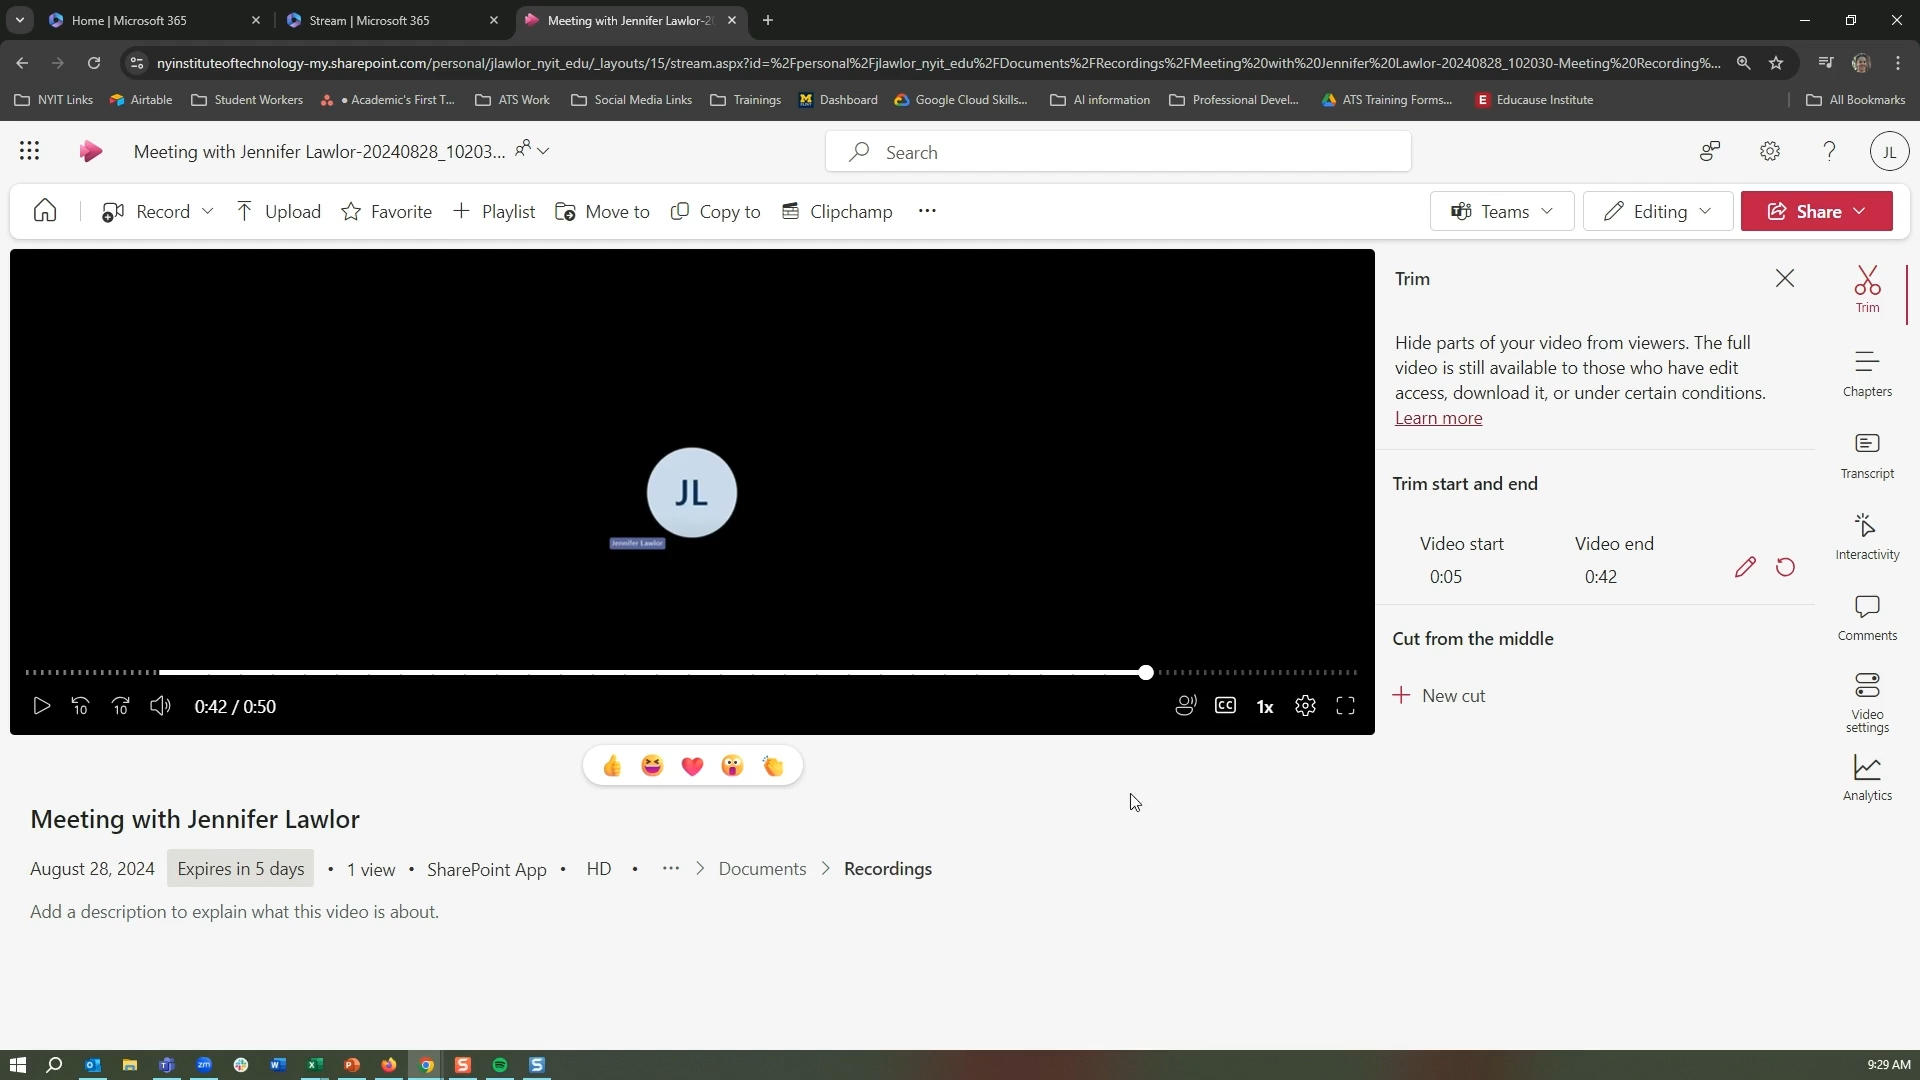 Home | Microsoft 365
Stream | Microsoft 365
Meeting with Jennifer Lawlor-2
nyinstituteoftechnology-my.sharepoint.com/personal/jlawlor_nyit_edu/_layouts/15/stream.aspx?id=%2Fpersonal%2Fjlawlor_nyit_edu%2FDocuments%2FRecordings%2FMeeting%20with%20Jennifer%20Lawlor-20240828_102030-Meeting%20Recording%...
NYIT Links
Airtable
Student Workers
• Academic's First T...
ATS Work
Social Media Links
Trainings
Dashboard
Google Cloud Skills...
AI information
Professional Devel...
ATS Training Forms...
Educause Institute
All Bookmarks
Meeting with Jennifer Lawlor-20240828_10203...
Search
JL
Record
Upload
Favorite
Playlist
Move to
Copy to
Clipchamp
Teams
Editing
Share
JL
Jennifer Lawlor
10
10
0:42 / 0:50
CC
1x
Trim
Hide parts of your video from viewers. The full
video is still available to those who have edit
access, download it, or under certain conditions.
Learn more
Trim start and end
Video start
Video end
0:05
0:42
Cut from the middle
New cut
Trim
Chapters
Transcript
Interactivity
Comments
Video
settings
Analytics
Meeting with Jennifer Lawlor
August 28, 2024
Expires in 5 days
• 1 view • SharePoint App • HD •
Documents
Recordings
Add a description to explain what this video is about.
9:29 AM